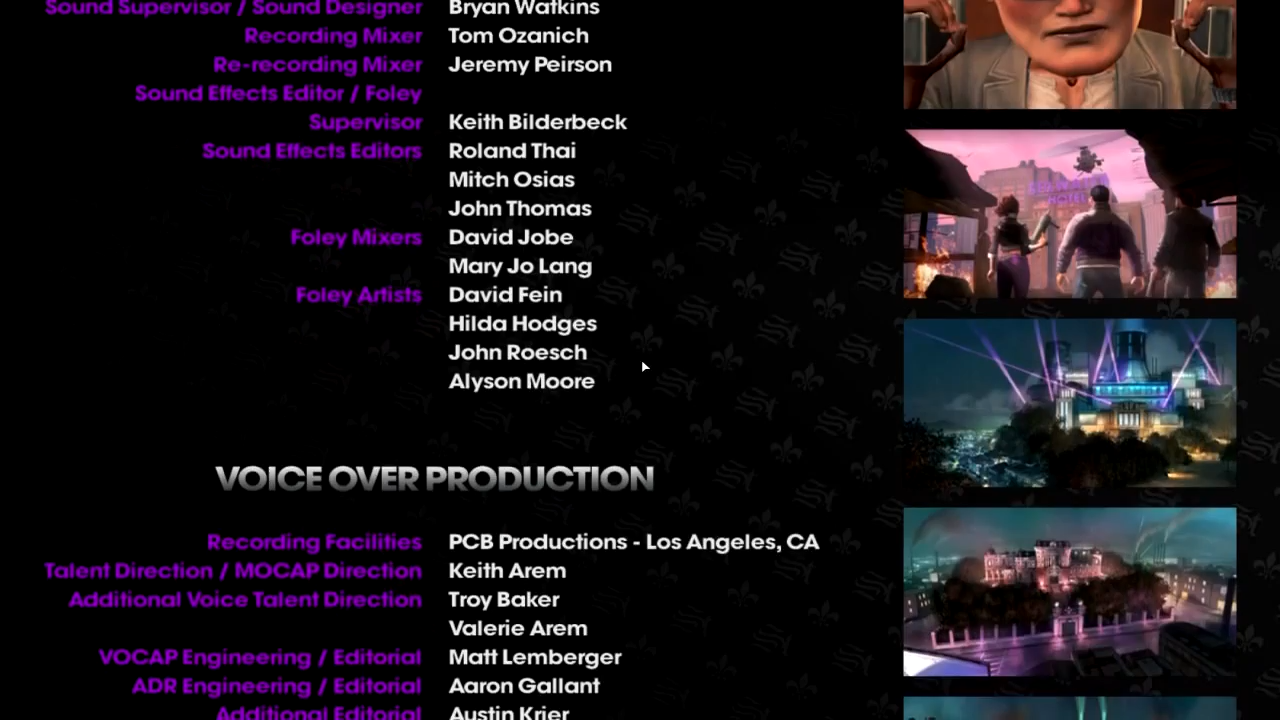 Sound Supervisor / Sound Designer Bryan Watkins
Recording Mixer Tom Ozanich
Re-recording Mixer Jeremy Peirson
Sound Effects Editor / Foley
Supervisor Keith Bilderbeck
Sound Effects Editors Roland Thai
Mitch Osias
John Thomas
Foley Mixers David Jobe
Mary Jo Lang
Foley Artists David Fein
Hilda Hodges
John Roesch
Alyson Moore
VOICE OVER PRODUCTION
Recording Facilities PCB Productions - Los Angeles, CA
Talent Direction / MOCAP Direction Keith Arem
Additional Voice Talent Direction Troy Baker
Valerie Arem
VOCAP Engineering / Editorial Matt Lemberger
ADR Engineering / Editorial Aaron Gallant
Additional Editorial Austin Krier